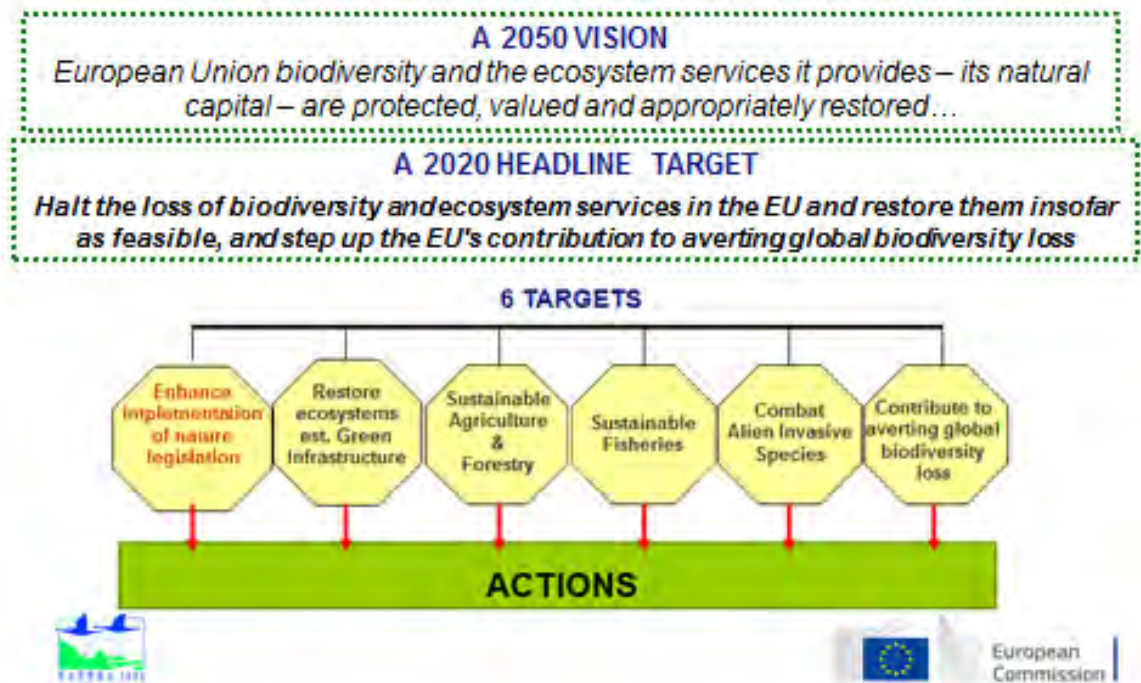 A 2050 VISION
European Union biodiversity and the ecosystem services it provides – its natural
capital – are protected, valued and appropriately restored…
A 2020 HEADLINE TARGET
Halt the loss of biodiversity and ecosystem services in the EU and restore them insofar
as feasible, and step up the EU's contribution to averting global biodiversity loss
6 TARGETS
Enhance
implementation
of nature
legislation
Restore
ecosystems
est. Green
Infrastructure
Sustainable
Agriculture
&
Forestry
Sustainable
Fisheries
Combat
Alien Invasive
Species
Contribute to
averting global
biodiversity
loss
ACTIONS
European
Commission